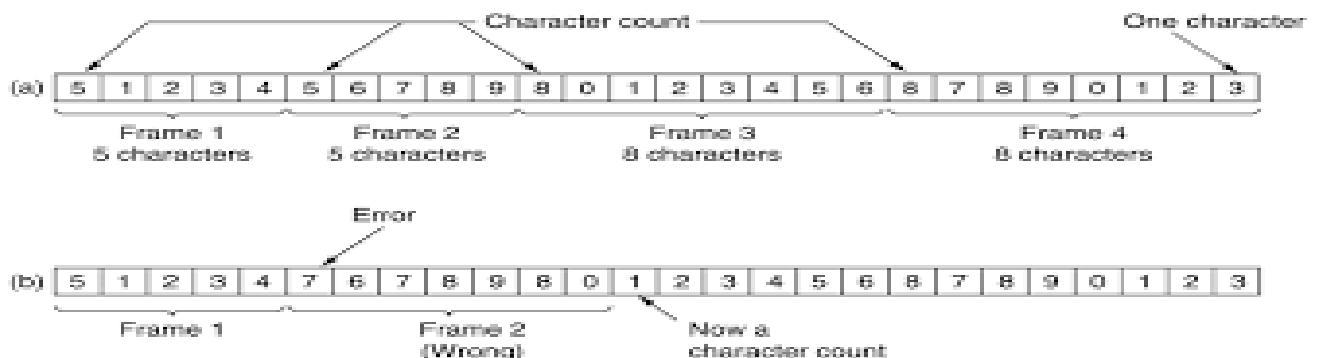 Character count One character
(a) 5 1 2 3 4 5 6 7 8 9 8 0 1 2 3 4 5 6 8 7 8 9 0 1 2 3
Frame 1 Frame 2 Frame 3 Frame 4
5 characters 5 characters 8 characters 8 characters
Error
(b) 5 1 2 3 4 7 6 7 8 9 8 0 1 2 3 4 5 6 8 7 8 9 0 1 2 3
Frame 1 Frame 2 Now a
(Wrong) character count